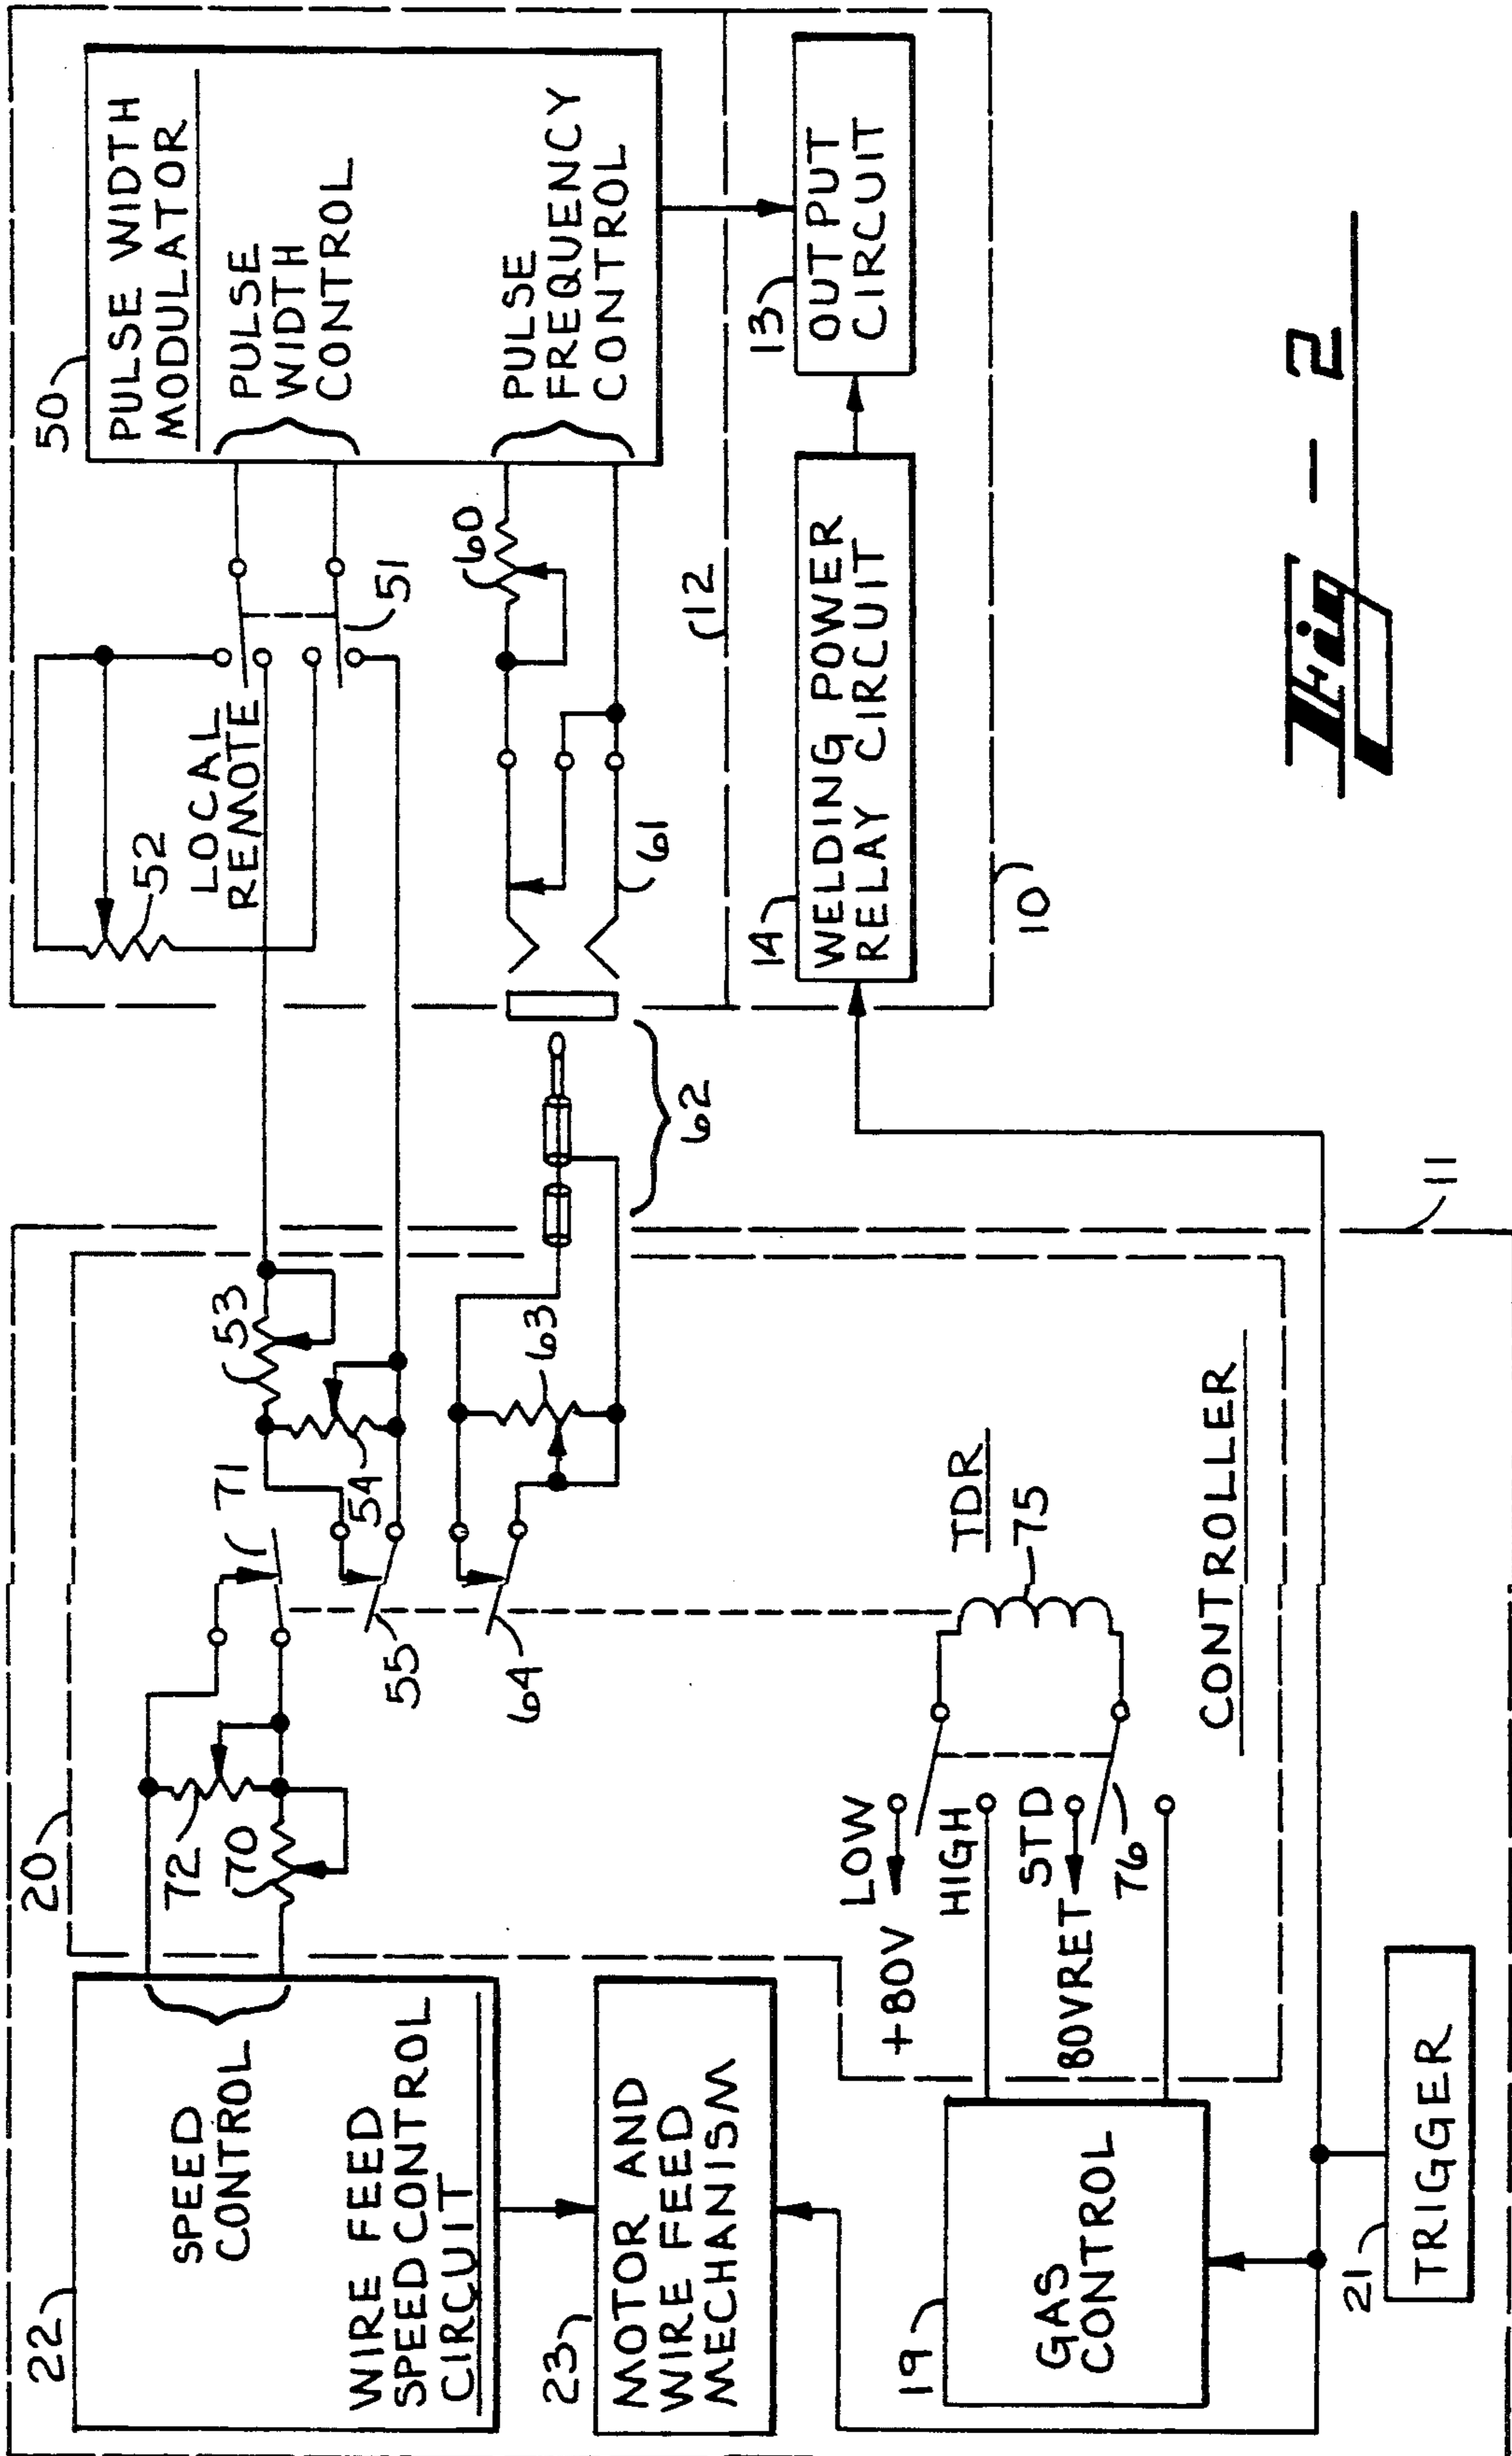 22
SPEED
CONTROL
WIRE FEED
SPEED CONTROL
CIRCUIT
20
72
70
71
53
54
55
63
64
62
LOCAL
REMOTE
52
51
60
61
50
PULSE WIDTH
MODULATOR
PULSE
WIDTH
CONTROL
PULSE
FREQUENCY
CONTROL
12
23
MOTOR AND
WIRE FEED
MECHANISM
19
GAS
CONTROL
LOW
+80V
HIGH
STD
80VRET
76
TDR
75
CONTROLLER
14
WELDING POWER
RELAY CIRCUIT
13
OUTPUT
CIRCUIT
10
11
21
TRIGGER
Fig - 2